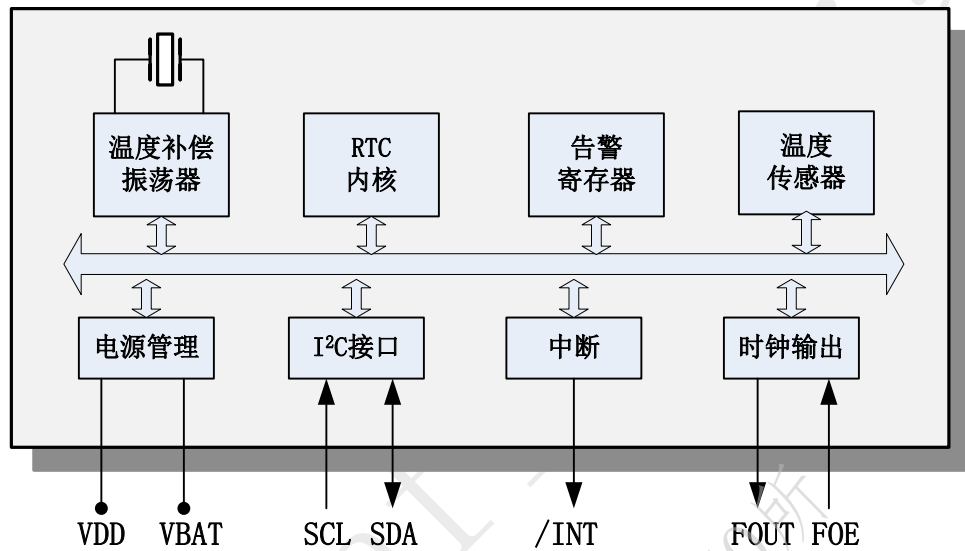 温度补偿
振荡器
RTC
内核
告警
寄存器
温度
传感器
电源管理
I²C接口
中断
时钟输出
VDD VBAT SCL SDA /INT FOUT FOE